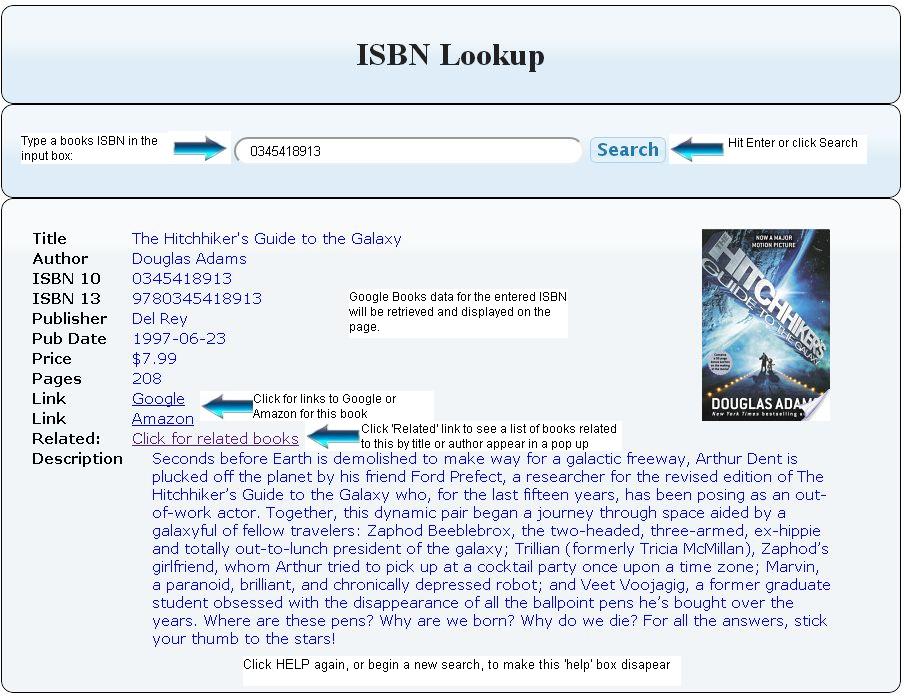 ISBN Lookup
Type a books ISBN in the
input box:
0345418913
Search
Hit Enter or click Search
Title The Hitchhiker's Guide to the Galaxy
Author Douglas Adams
ISBN 10 0345418913
ISBN 13 9780345418913
Publisher Del Rey
Pub Date 1997-06-23
Price $7.99
Pages 208
Link Google
Link Amazon
Related: Click for related books
Google Books data for the entered ISBN
will be retrieved and displayed on the
page.
Click for links to Google or
Amazon for this book
Click 'Related' link to see a list of books related
to this by title or author appear in a pop up
NOW A MAJOR
MOTION PICTURE
THE
HITCHHIKER'S
GUIDE TO THE GALAXY
DOUGLAS ADAM
New York Times bestselling
Description Seconds before Earth is demolished to make way for a galactic freeway, Arthur Dent is
plucked off the planet by his friend Ford Prefect, a researcher for the revised edition of The
Hitchhiker’s Guide to the Galaxy who, for the last fifteen years, has been posing as an out-
of-work actor. Together, this dynamic pair began a journey through space aided by a
galaxyful of fellow travelers: Zaphod Beeblebrox, the two-headed, three-armed, ex-hippie
and totally out-to-lunch president of the galaxy; Trillian (formerly Tricia McMillan), Zaphod’s
girlfriend, whom Arthur tried to pick up at a cocktail party once upon a time zone; Marvin,
a paranoid, brilliant, and chronically depressed robot; and Veet Voojagig, a former graduate
student obsessed with the disappearance of all the ballpoint pens he’s bought over the
years. Where are these pens? Why are we born? Why do we die? For all the answers, stick
your thumb to the stars!
Click HELP again, or begin a new search, to make this 'help' box disapear